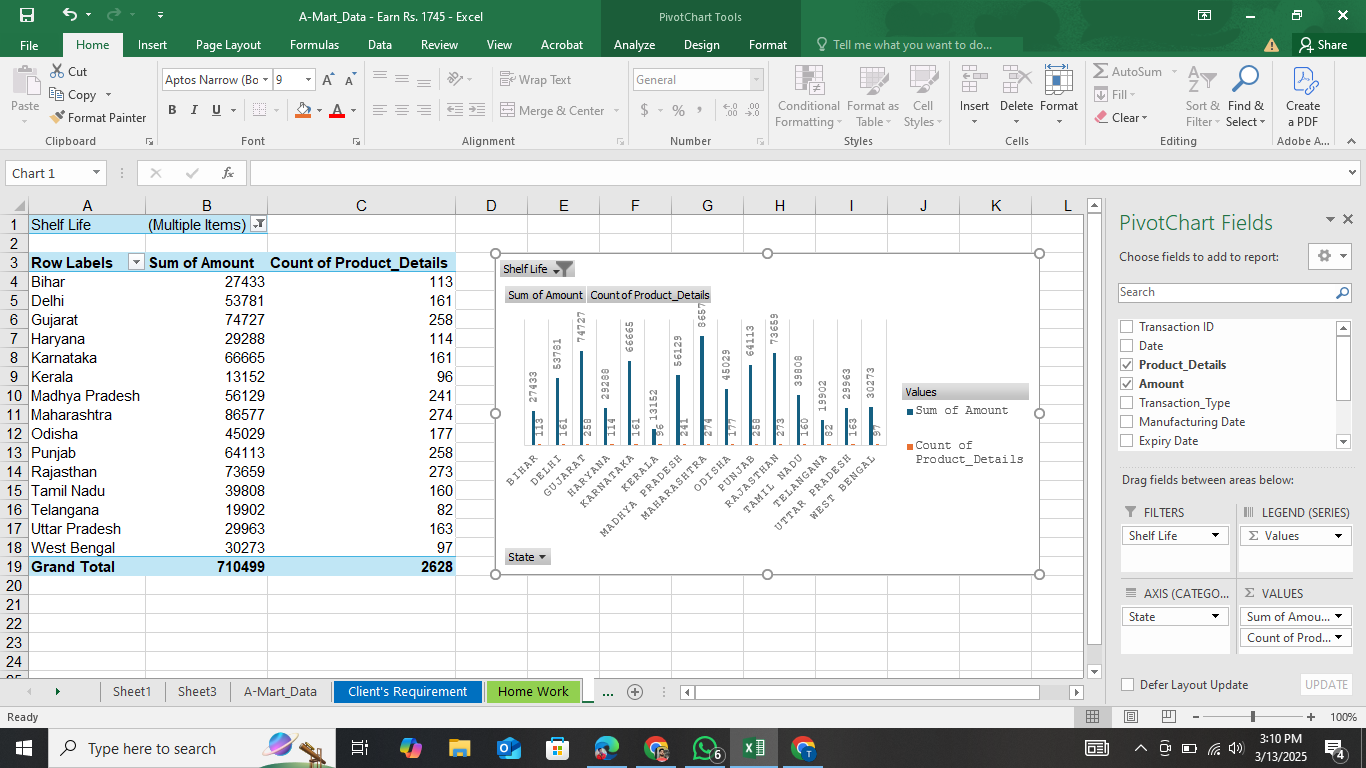 A-Mart_Data - Earn Rs. 1745 - Excel
PivotChart Tools
File Home Insert Page Layout Formulas Data Review View Acrobat Analyze Design Format Tell me what you want to do... Share
Paste
Cut
Copy
Format Painter
Aptos Narrow (Bo 9
B I U
Wrap Text
Merge & Center
General
$ % ,
Conditional Formatting
Format as Table
Cell Styles
Insert Delete Format
AutoSum
Fill
Clear
Sort & Filter
Find & Select
Create a PDF
Clipboard Font Alignment Number Styles Cells Editing Adobe A...
Chart 1
fx
A B C D E F G H I J K L
1 Shelf Life (Multiple Items)
2
3 Row Labels Sum of Amount Count of Product_Details
4 Bihar 27433 113
5 Delhi 53781 161
6 Gujarat 74727 258
7 Haryana 29288 114
8 Karnataka 66665 161
9 Kerala 13152 96
10 Madhya Pradesh 56129 241
11 Maharashtra 86577 274
12 Odisha 45029 177
13 Punjab 64113 258
14 Rajasthan 73659 273
15 Tamil Nadu 39808 160
16 Telangana 19902 82
17 Uttar Pradesh 29963 163
18 West Bengal 30273 97
19 Grand Total 710499 2628
20
21
22
23
24
Shelf Life
Sum of Amount Count of Product_Details
27433 53781 74727 29288 66665 13152 56129 8657 45029 64113 73659 39808 19902 29963 30273
113 161 258 114 161 96 241 274 177 258 273 160 82 163 97
BIHAR DELHI GUJARAT HARYANA KARNATAKA KERALA MADHYA PRADESH MAHARASHTRA ODISHA PUNJAB RAJASTHAN TAMIL NADU TELANGANA UTTAR PRADESH WEST BENGAL
Values
Sum of Amount
Count of
Product_Details
State
PivotChart Fields
Choose fields to add to report:
Search
Transaction ID
Date
Product_Details
Amount
Transaction_Type
Manufacturing Date
Expiry Date
Drag fields between areas below:
FILTERS LEGEND (SERIES)
Shelf Life Σ Values
AXIS (CATEGO... Σ VALUES
State Sum of Amou...
Count of Prod...
Defer Layout Update UPDATE
Sheet1 Sheet3 A-Mart_Data Client's Requirement Home Work ...
Ready 100%
Type here to search
6
3:10 PM
3/13/2025
4